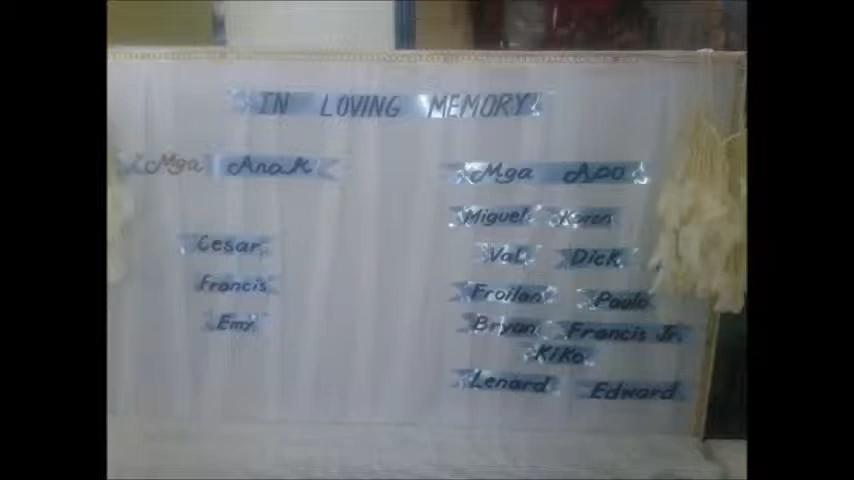 IN LOVING MEMORY!
Mga Anak
Cesar
Francis
Emy
Mga Apo
Miguel Karen
Val Dick
Froilan Paulo
Bryan Francis Jr.
Kiko
Lenard Edward